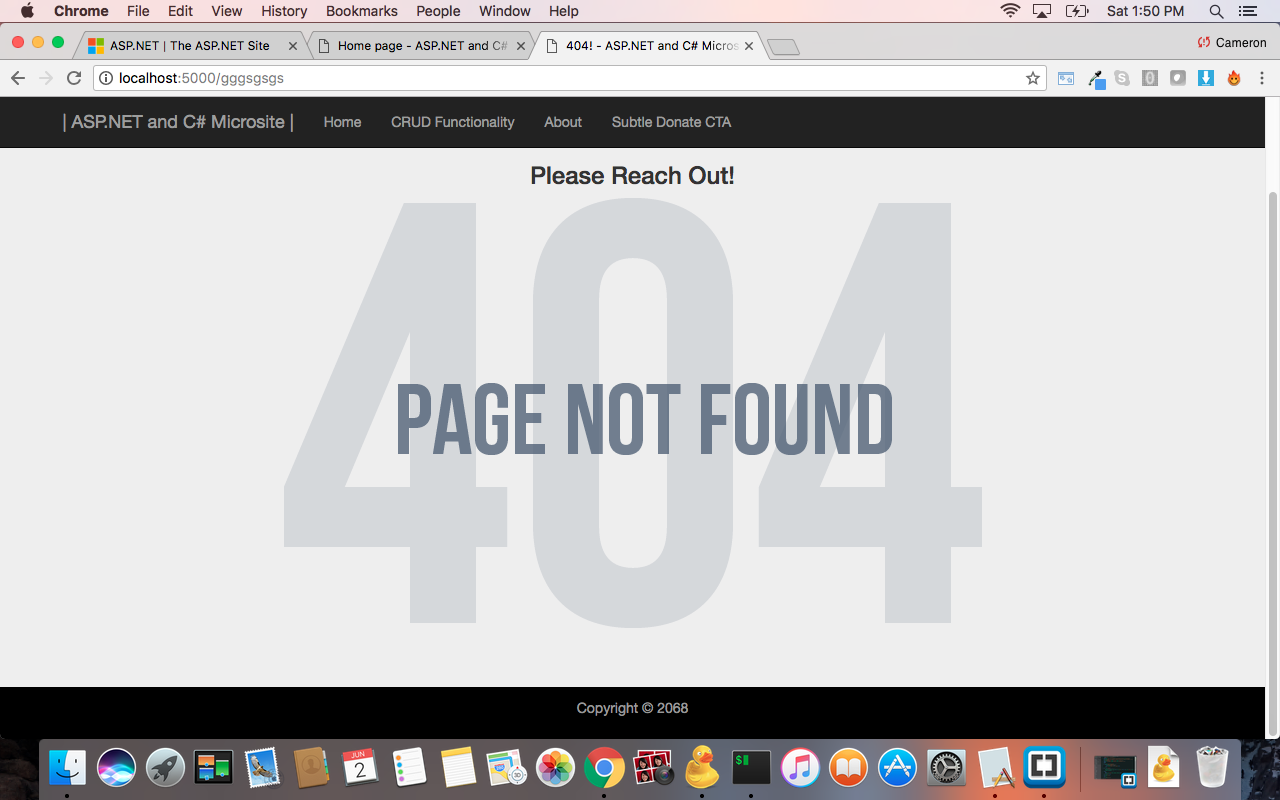 Chrome File Edit View History Bookmarks People Window Help Sat 1:50 PM
ASP.NET | The ASP.NET Site Home page - ASP.NET and C# 404! - ASP.NET and C# Micros Cameron
localhost:5000/gggsgsgs
| ASP.NET and C# Microsite | Home CRUD Functionality About Subtle Donate CTA
Please Reach Out!
404
PAGE NOT FOUND
Copyright © 2068
JUN
2
$